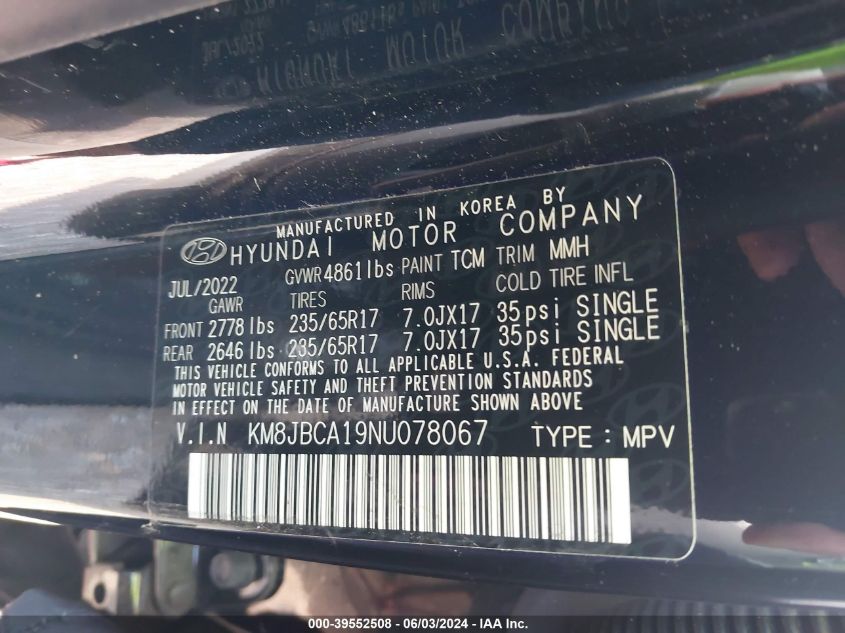 MANUFACTURED IN KOREA BY
HYUNDAI MOTOR COMPANY
JUL/2022 GVWR 4861 lbs PAINT TCM TRIM MMH
GAWR TIRES RIMS COLD TIRE INFL
FRONT 2778 lbs 235/65R17 7.0JX17 35psi SINGLE
REAR 2646 lbs 235/65R17 7.0JX17 35psi SINGLE
THIS VEHICLE CONFORMS TO ALL APPLICABLE U.S.A. FEDERAL
MOTOR VEHICLE SAFETY AND THEFT PREVENTION STANDARDS
IN EFFECT ON THE DATE OF MANUFACTURE SHOWN ABOVE
V.I.N KM8JBCA19NU078067 TYPE : MPV
000-39552508 - 06/03/2024 - IAA Inc.